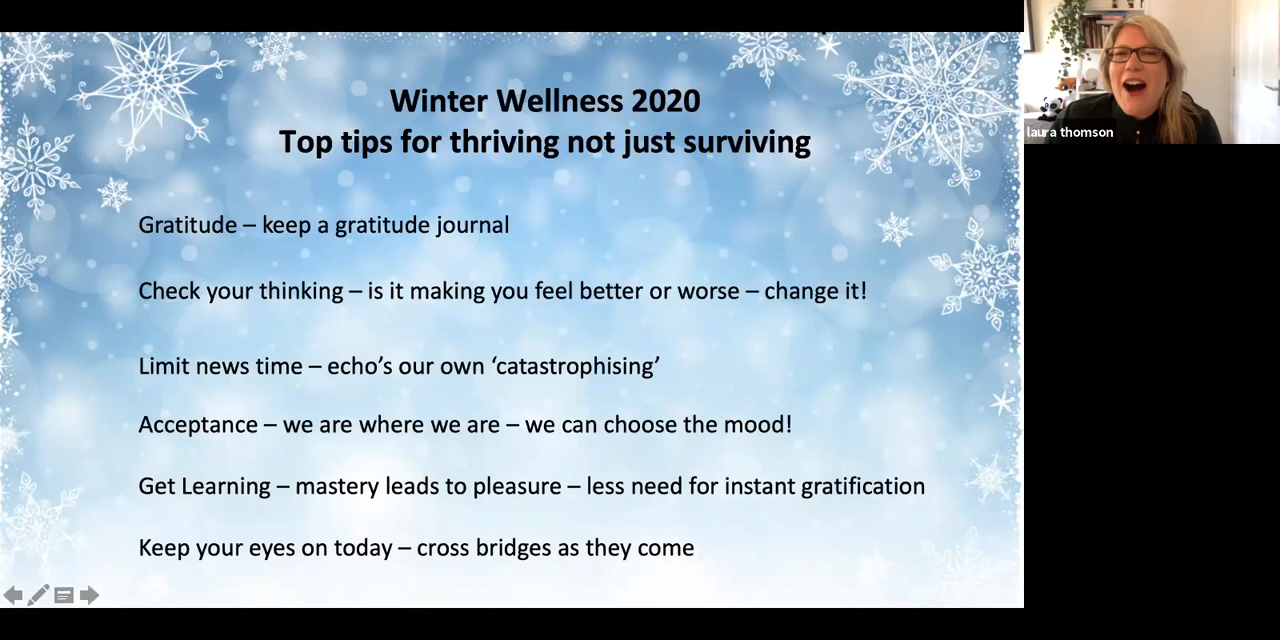 Winter Wellness 2020
Top tips for thriving not just surviving
Gratitude – keep a gratitude journal
Check your thinking – is it making you feel better or worse – change it!
Limit news time – echo’s our own ‘catastrophising’
Acceptance – we are where we are – we can choose the mood!
Get Learning – mastery leads to pleasure – less need for instant gratification
Keep your eyes on today – cross bridges as they come
laura thomson